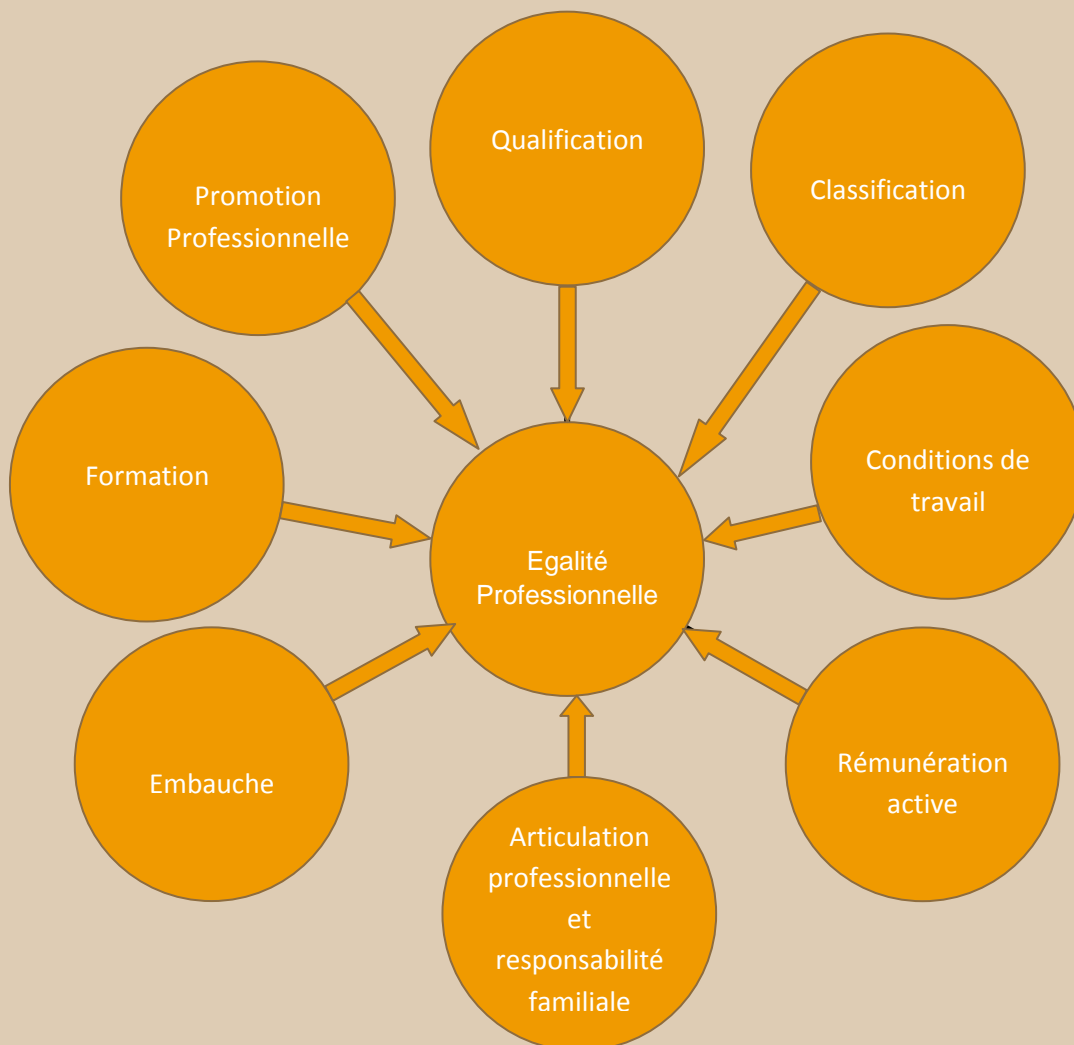 Qualification
Promotion
Professionnelle
Classification
Formation
Conditions de
travail
Egalité
Professionnelle
Embauche
Rémunération
active
Articulation
professionnelle
et
responsabilité
familiale